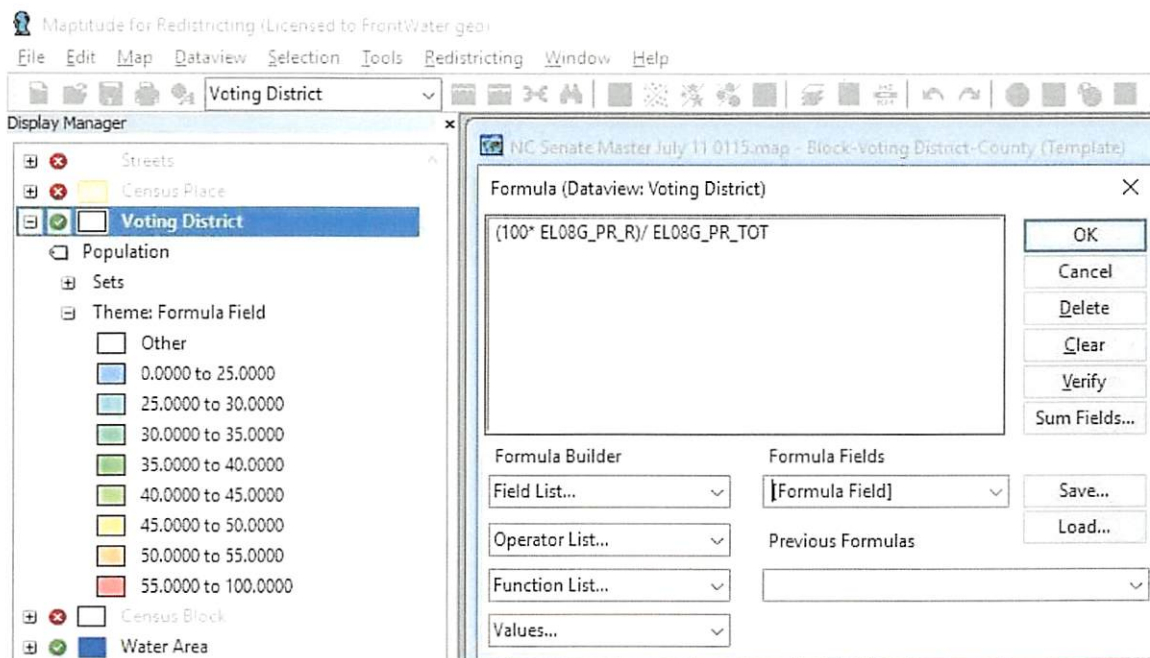 Maptitude for Redistricting (Licensed to FrontWater geo)
File Edit Map Dataview Selection Tools Redistricting Window Help
Voting District
Display Manager
Streets
Census Place
Voting District
Population
Sets
Theme: Formula Field
Other
0.0000 to 25.0000
25.0000 to 30.0000
30.0000 to 35.0000
35.0000 to 40.0000
40.0000 to 45.0000
45.0000 to 50.0000
50.0000 to 55.0000
55.0000 to 100.0000
Census Block
Water Area
NC Senate Master July 11 0115.map - Block-Voting District-County (Template)
Formula (Dataview: Voting District)
(100* EL08G_PR_R)/ EL08G_PR_TOT
OK
Cancel
Delete
Clear
Verify
Sum Fields...
Formula Builder
Formula Fields
Field List...
[Formula Field]
Save...
Operator List...
Previous Formulas
Load...
Function List...
Values...